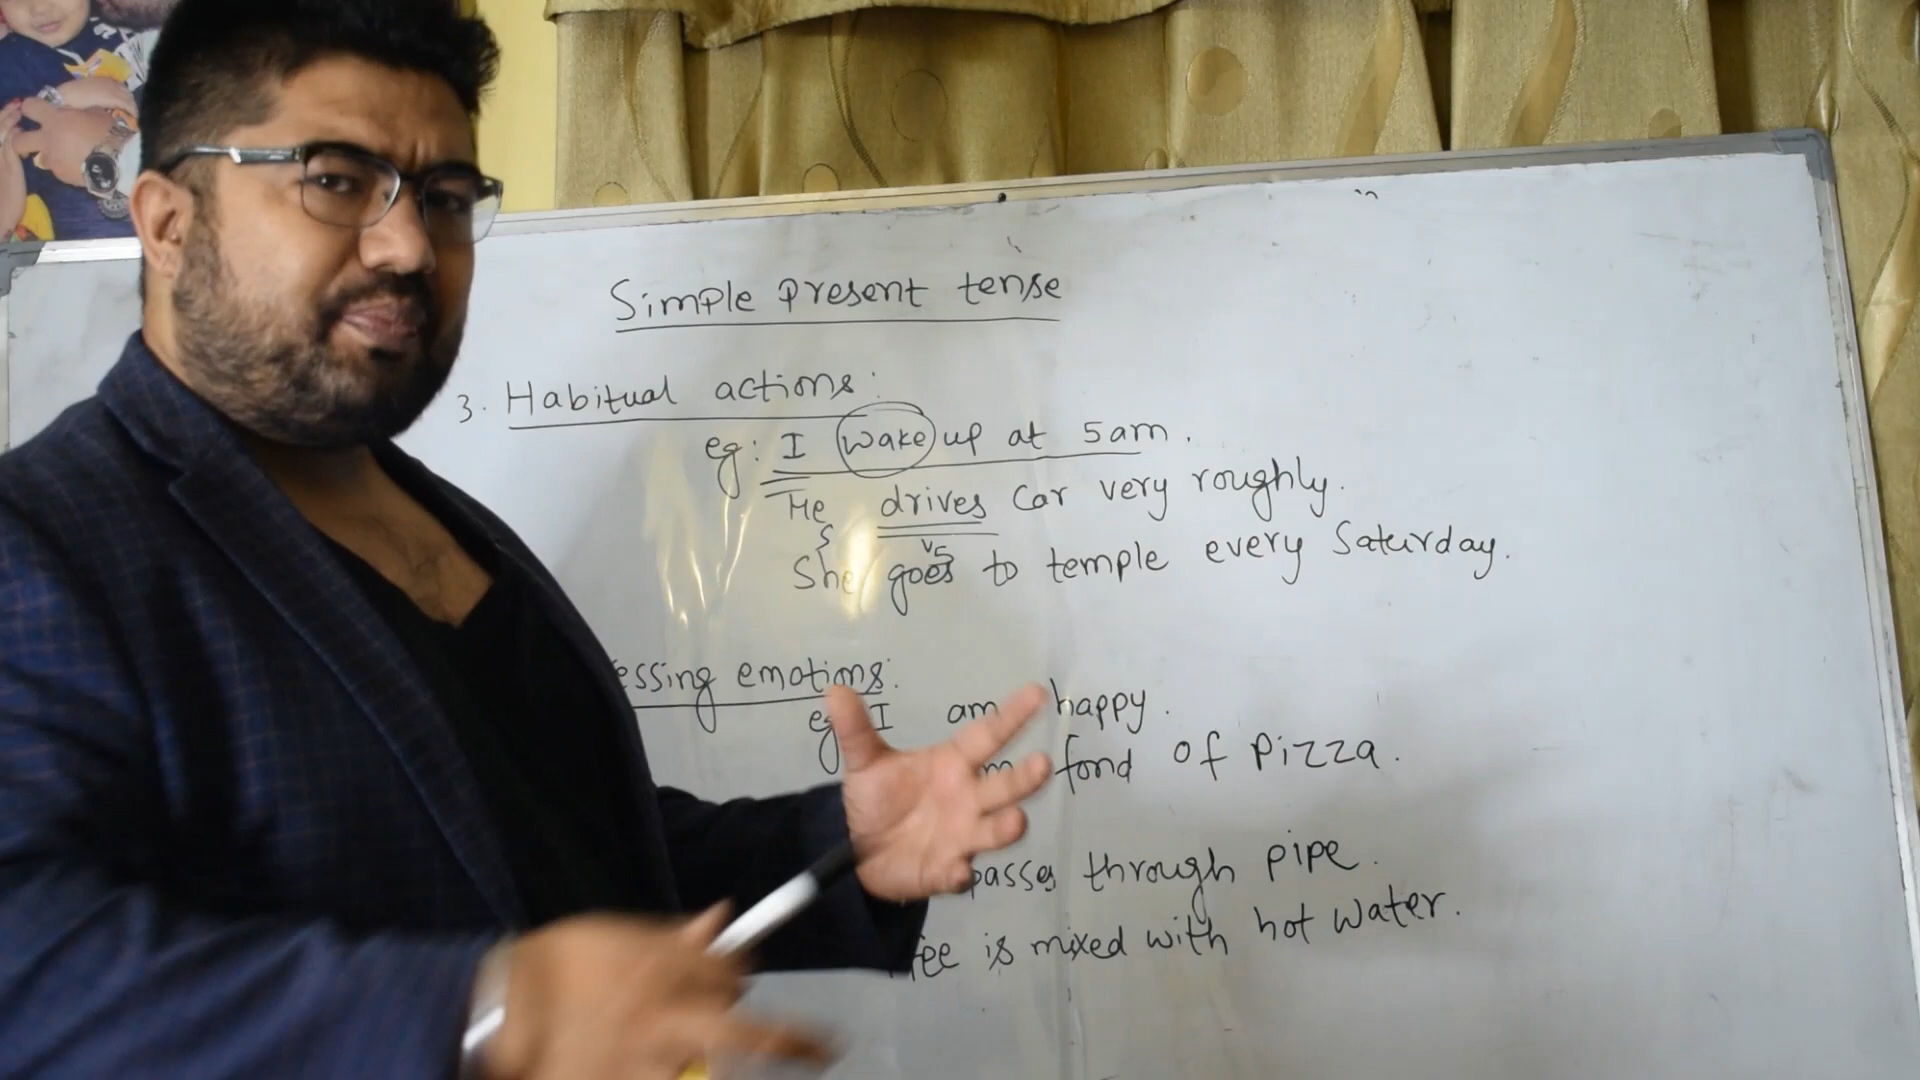 Simple present tense
3. Habitual actions:
eg: I wake up at 5am.
He drives car very roughly.
S V5
She goes to temple every Saturday.
essing emotions:
eg I am happy.
m fond of pizza.
passes through pipe.
fee is mixed with hot water.